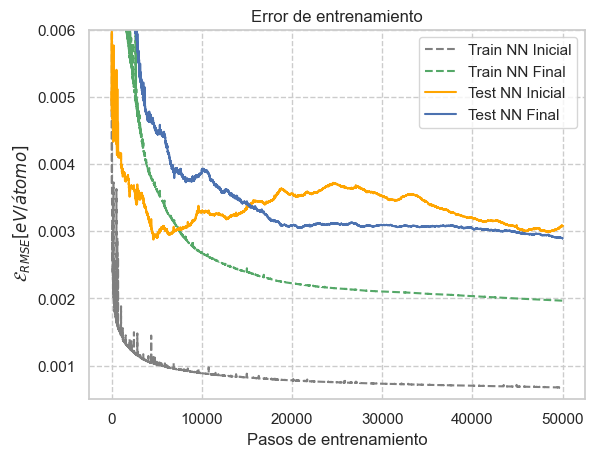 Error de entrenamiento
0.006
0.005
0.004
0.003
0.002
0.001
ℰ_RMSE[eV/átomo]
Train NN Inicial
Train NN Final
Test NN Inicial
Test NN Final
0 10000 20000 30000 40000 50000
Pasos de entrenamiento